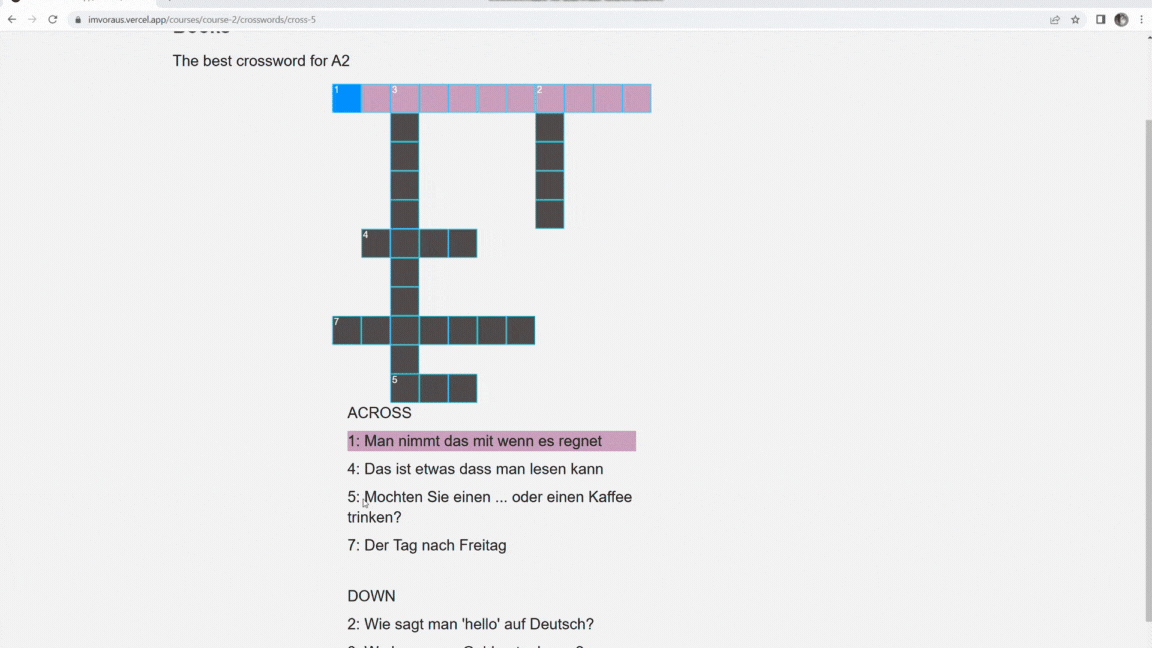 imvoraus.vercel.app/courses/course-2/crosswords/cross-5
The best crossword for A2
1 3 2
4
7
5
ACROSS
1: Man nimmt das mit wenn es regnet
4: Das ist etwas dass man lesen kann
5: Mochten Sie einen ... oder einen Kaffee
trinken?
7: Der Tag nach Freitag
DOWN
2: Wie sagt man 'hello' auf Deutsch?